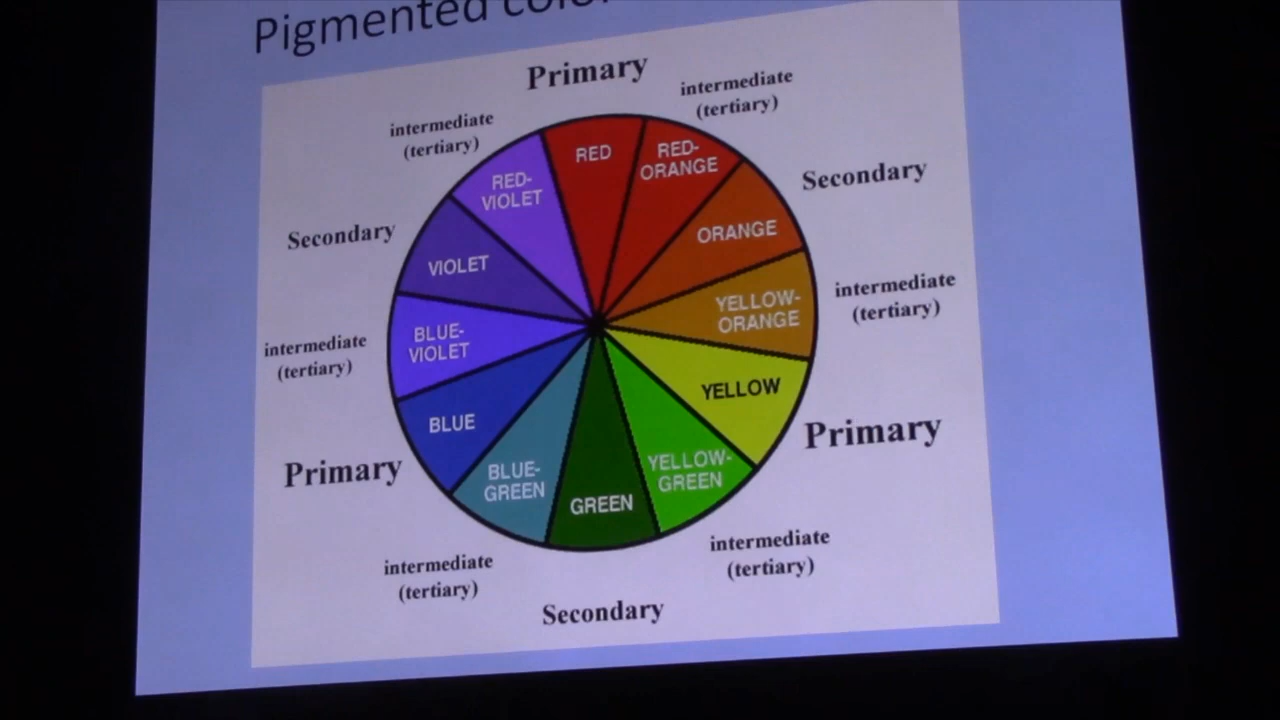 Pigmented
Primary
intermediate
(tertiary)
intermediate
(tertiary)
Secondary
Secondary
intermediate
(tertiary)
intermediate
(tertiary)
Primary
Primary
intermediate
(tertiary)
intermediate
(tertiary)
Secondary
RED
RED-
ORANGE
ORANGE
YELLOW-
ORANGE
YELLOW
YELLOW-
GREEN
GREEN
BLUE-
GREEN
BLUE
BLUE-
VIOLET
VIOLET
RED-
VIOLET